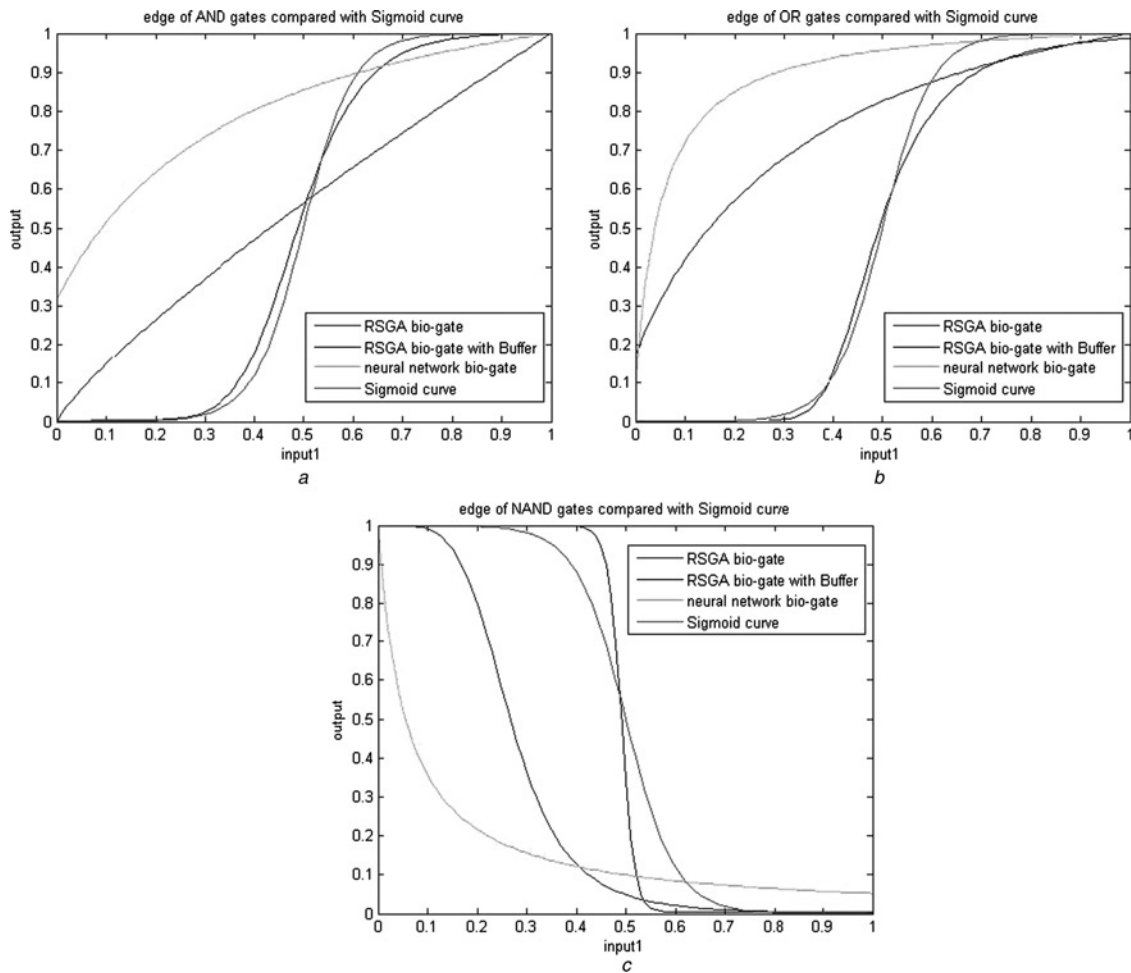 edge of AND gates compared with Sigmoid curve
1
0.9
0.8
0.7
0.6
0.5
0.4
0.3
0.2
0.1
0
output
RSGA bio-gate
RSGA bio-gate with Buffer
neural network bio-gate
Sigmoid curve
0 0.1 0.2 0.3 0.4 0.5 0.6 0.7 0.8 0.9 1
input1
a
edge of OR gates compared with Sigmoid curve
1
0.9
0.8
0.7
0.6
0.5
0.4
0.3
0.2
0.1
0
output
RSGA bio-gate
RSGA bio-gate with Buffer
neural network bio-gate
Sigmoid curve
0 0.1 0.2 0.3 0.4 0.5 0.6 0.7 0.8 0.9 1
input1
b
edge of NAND gates compared with Sigmoid curve
1
0.9
0.8
0.7
0.6
0.5
0.4
0.3
0.2
0.1
0
output
RSGA bio-gate
RSGA bio-gate with Buffer
neural network bio-gate
Sigmoid curve
0 0.1 0.2 0.3 0.4 0.5 0.6 0.7 0.8 0.9 1
input1
c